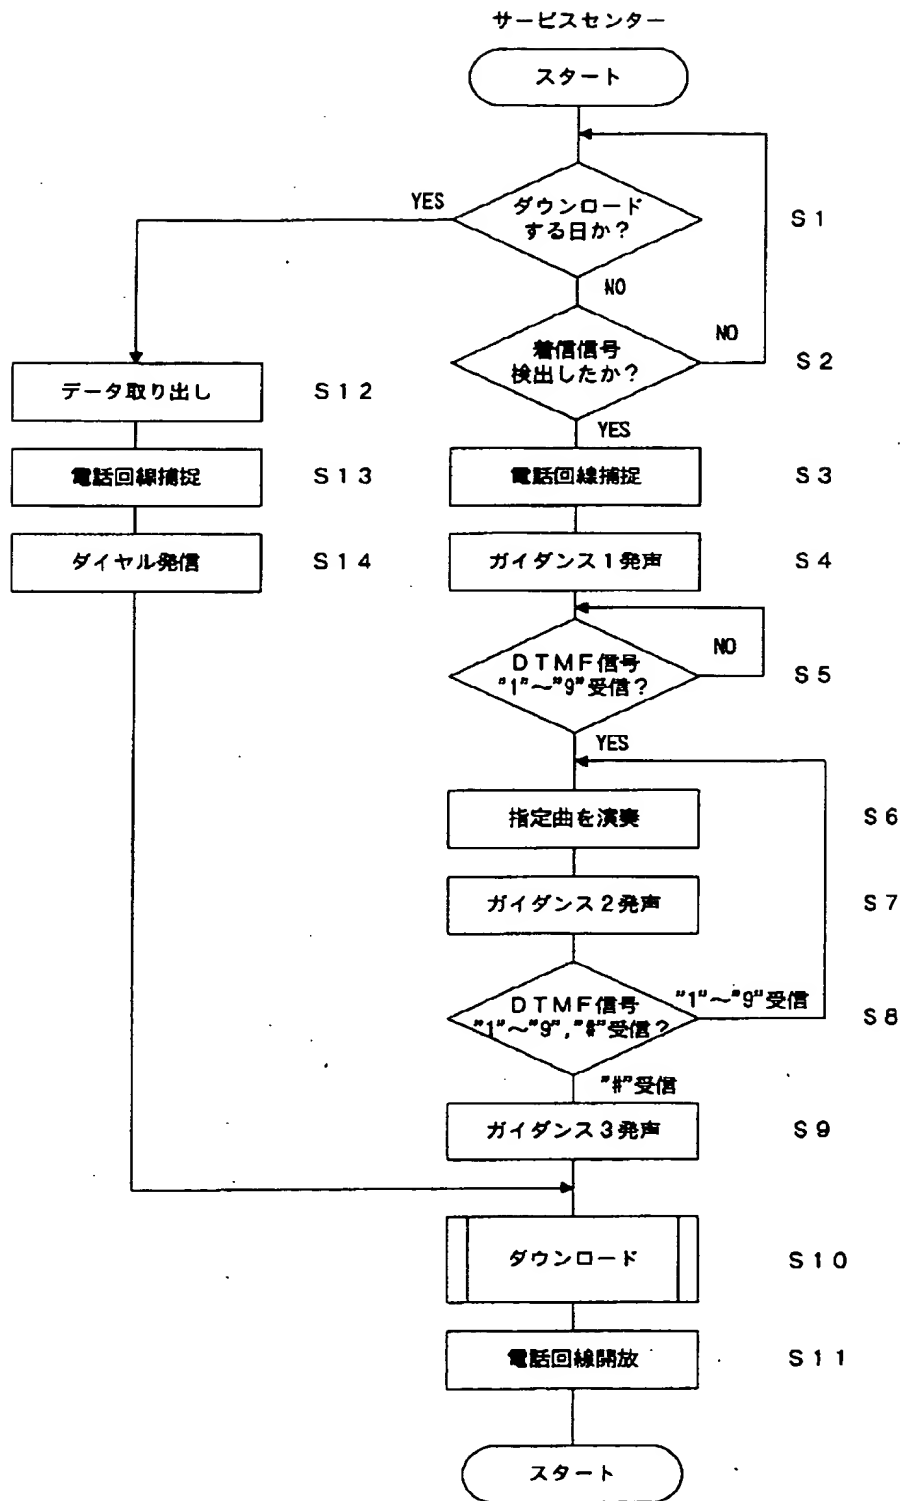 サービスセンター
スタート
YES
ダウンロード
する日か?
S1
NO
着信信号
検出したか?
NO
S2
データ取り出し
S12
YES
電話回線捕捉
S13
電話回線捕捉
S3
ダイヤル発信
S14
ガイダンス1発声
S4
NO
DTMF信号
"1"～"9"受信?
S5
YES
指定曲を演奏
S6
ガイダンス2発声
S7
DTMF信号
"1"～"9","#"受信?
"1"～"9"受信
S8
"#"受信
ガイダンス3発声
S9
ダウンロード
S10
電話回線開放
S11
スタート